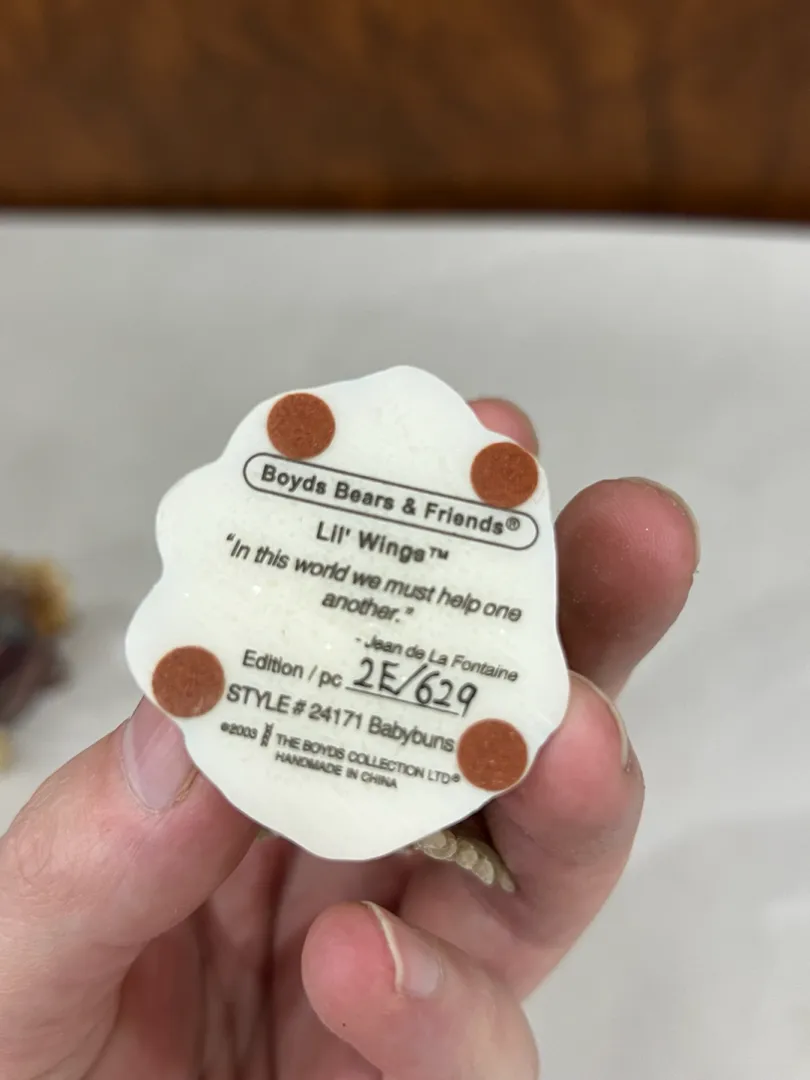 Boyds Bears & Friends®
Lil' Wings™
"In this world we must help one
another."
- Jean de La Fontaine
Edition / pc 2E/629
STYLE # 24171 Babybuns
©2003 THE BOYDS COLLECTION LTD®
HANDMADE IN CHINA